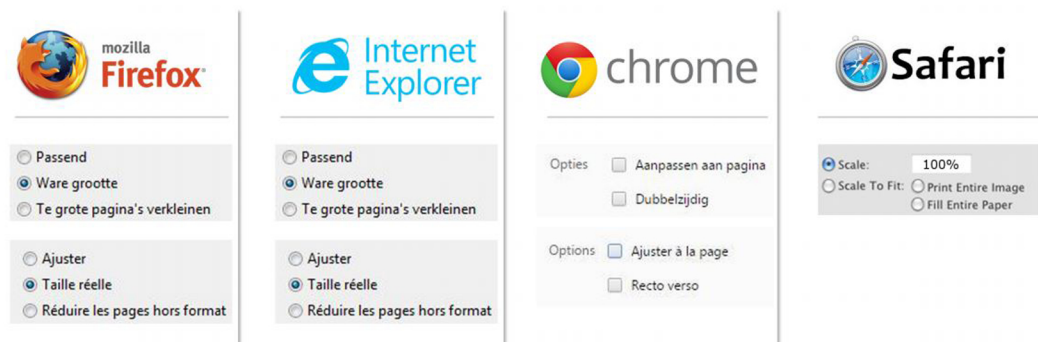 mozilla
Firefox
Passend
Ware grootte
Te grote pagina's verkleinen
Ajuster
Taille réelle
Réduire les pages hors format
Internet
Explorer
Passend
Ware grootte
Te grote pagina's verkleinen
Ajuster
Taille réelle
Réduire les pages hors format
chrome
Opties Aanpassen aan pagina
Dubbelzijdig
Options Ajuster à la page
Recto verso
Safari
Scale: 100%
Scale To Fit: Print Entire Image
Fill Entire Paper